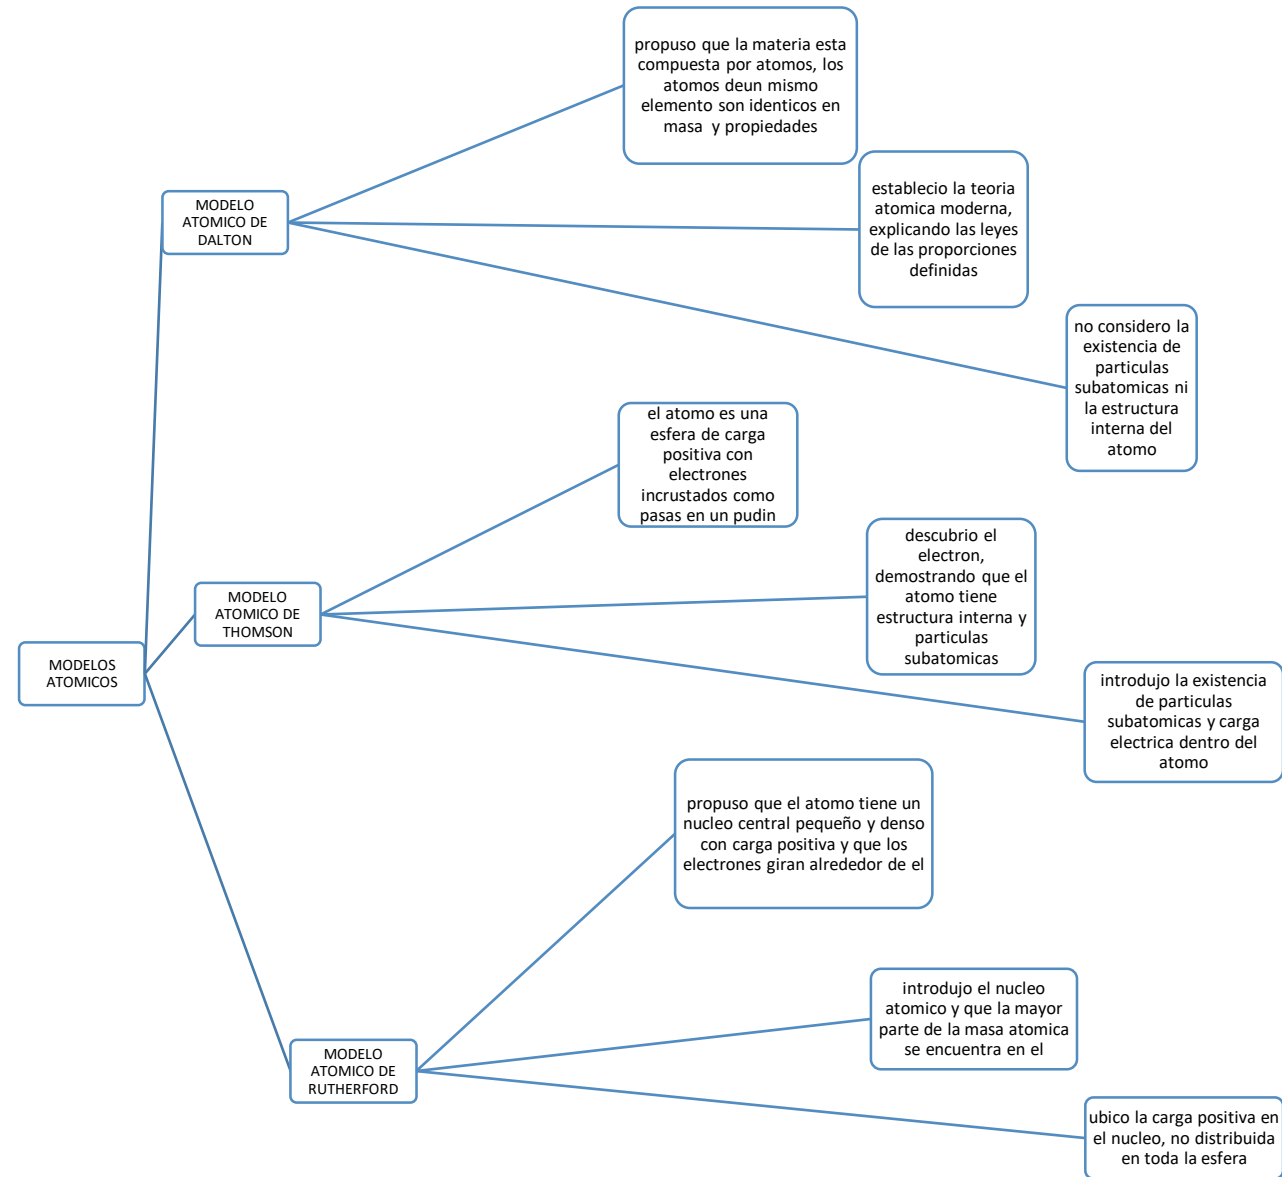 propuso que la materia esta
compuesta por atomos, los
atomos deun mismo
elemento son identicos en
masa y propiedades
MODELO
ATOMICO DE
DALTON
establecio la teoria
atomica moderna,
explicando las leyes
de las proporciones
definidas
no considero la
existencia de
particulas
subatomicas ni
la estructura
interna del
atomo
el atomo es una
esfera de carga
positiva con
electrones
incrustados como
pasas en un pudin
descubrio el
electron,
demostrando que el
atomo tiene
estructura interna y
particulas
subatomicas
MODELO
ATOMICO DE
THOMSON
MODELOS
ATOMICOS
introdujo la existencia
de particulas
subatomicas y carga
electrica dentro del
atomo
propuso que el atomo tiene un
nucleo central pequeño y denso
con carga positiva y que los
electrones giran alrededor de el
introdujo el nucleo
atomico y que la mayor
parte de la masa atomica
se encuentra en el
MODELO
ATOMICO DE
RUTHERFORD
ubico la carga positiva en
el nucleo, no distribuida
en toda la esfera